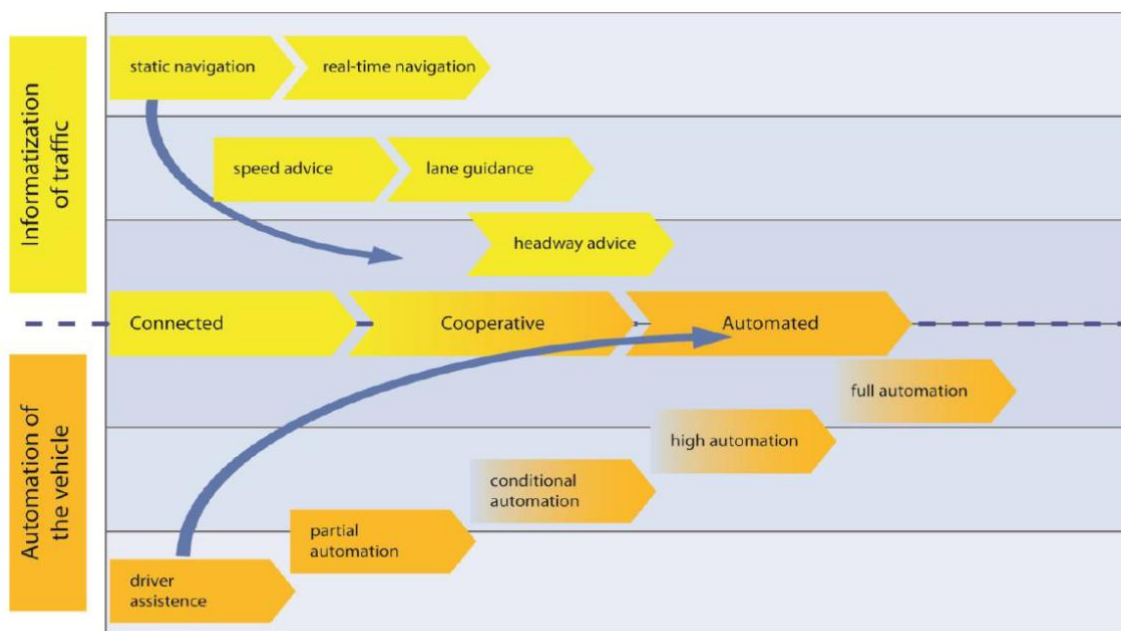 Informatization
of traffic
static navigation
real-time navigation
speed advice
lane guidance
headway advice
Connected
Cooperative
Automated
Automation of
the vehicle
full automation
high automation
conditional
automation
partial
automation
driver
assistence